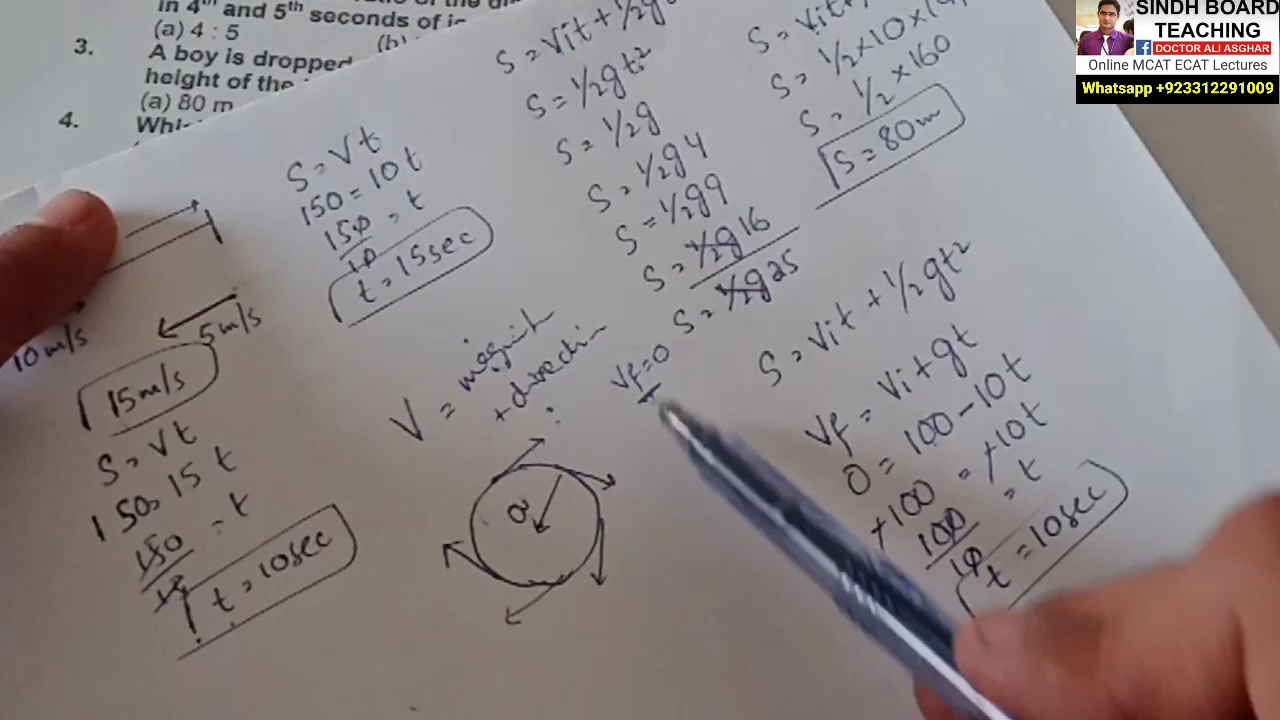 in 4th and 5th seconds of
(a) 4 : 5
(b)
3.
A boy is dropped
height of the
(a) 80 m
4.
S = Vt
150 = 10t
150/10 = t
t = 15sec
10m/s
5m/s
15m/s
S = Vt
150 = 15 t
150/15 = t
t = 10sec
S = Vit + 1/2g
S = 1/2gt²
S = 1/2g
S = 1/2g4
S = 1/2g9
S = 1/2g16
S = 1/2g25
S = 1/2×10×(
S = 1/2 × 160
S = 80m
V = magnit
+direction
a
Vf=0
S = Vit + 1/2gt²
Vf = Vi + gt
0 = 100-10t
+100 = +10t
100/10 = t
t = 10sec
SINDH BOARD
TEACHING
f DOCTOR ALI ASGHAR
Online MCAT ECAT Lectures
Whatsapp +923312291009